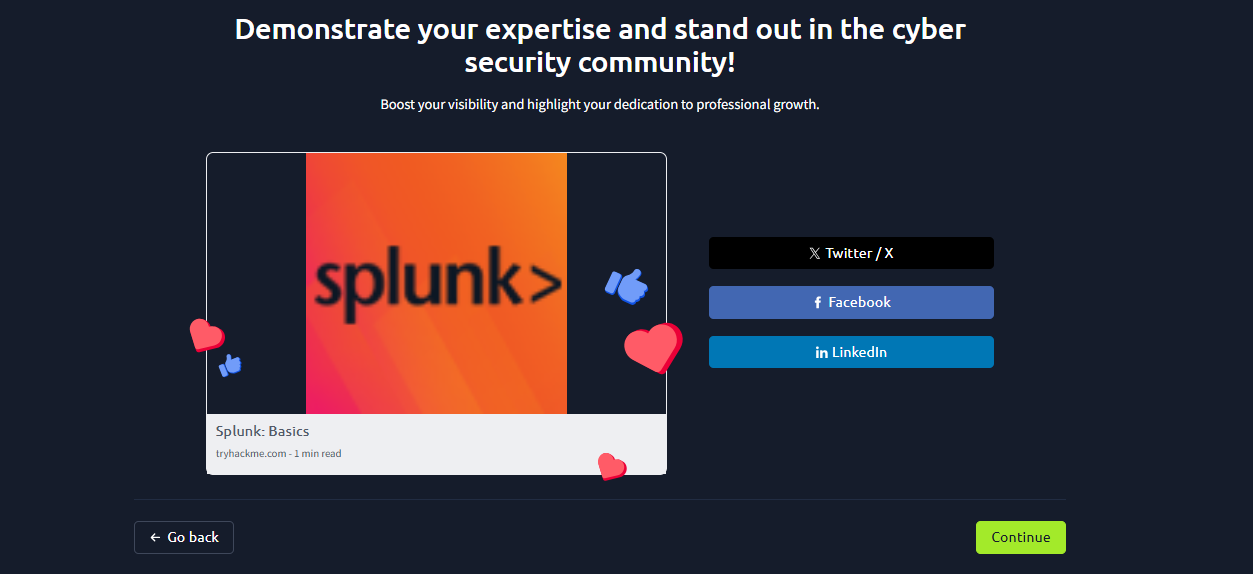 Demonstrate your expertise and stand out in the cyber
security community!
Boost your visibility and highlight your dedication to professional growth.
splunk>
𝕏 Twitter / X
f Facebook
in LinkedIn
Splunk: Basics
tryhackme.com - 1 min read
← Go back
Continue